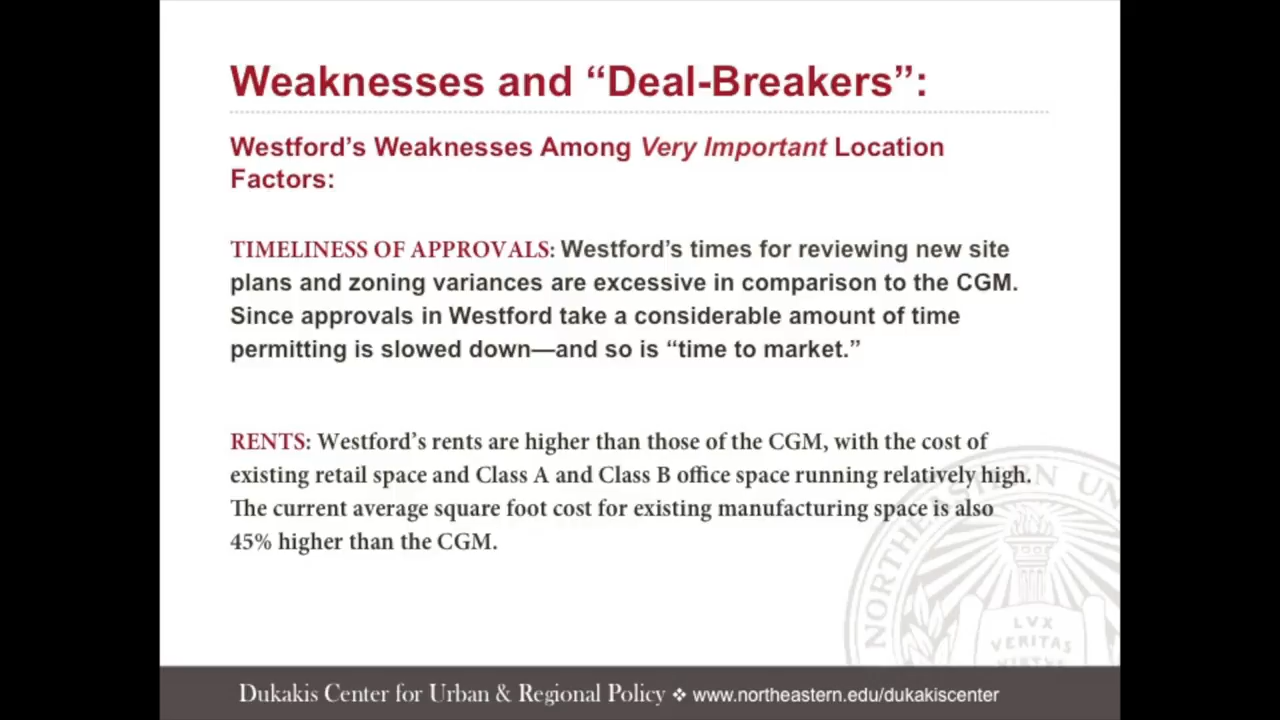 Weaknesses and “Deal-Breakers”:
Westford’s Weaknesses Among Very Important Location
Factors:
TIMELINESS OF APPROVALS: Westford’s times for reviewing new site
plans and zoning variances are excessive in comparison to the CGM.
Since approvals in Westford take a considerable amount of time
permitting is slowed down—and so is “time to market.”
RENTS: Westford’s rents are higher than those of the CGM, with the cost of
existing retail space and Class A and Class B office space running relatively high.
The current average square foot cost for existing manufacturing space is also
45% higher than the CGM.
NORTHEASTERN UN
LVX
VERITAS
Dukakis Center for Urban & Regional Policy ❖ www.northeastern.edu/dukakiscenter